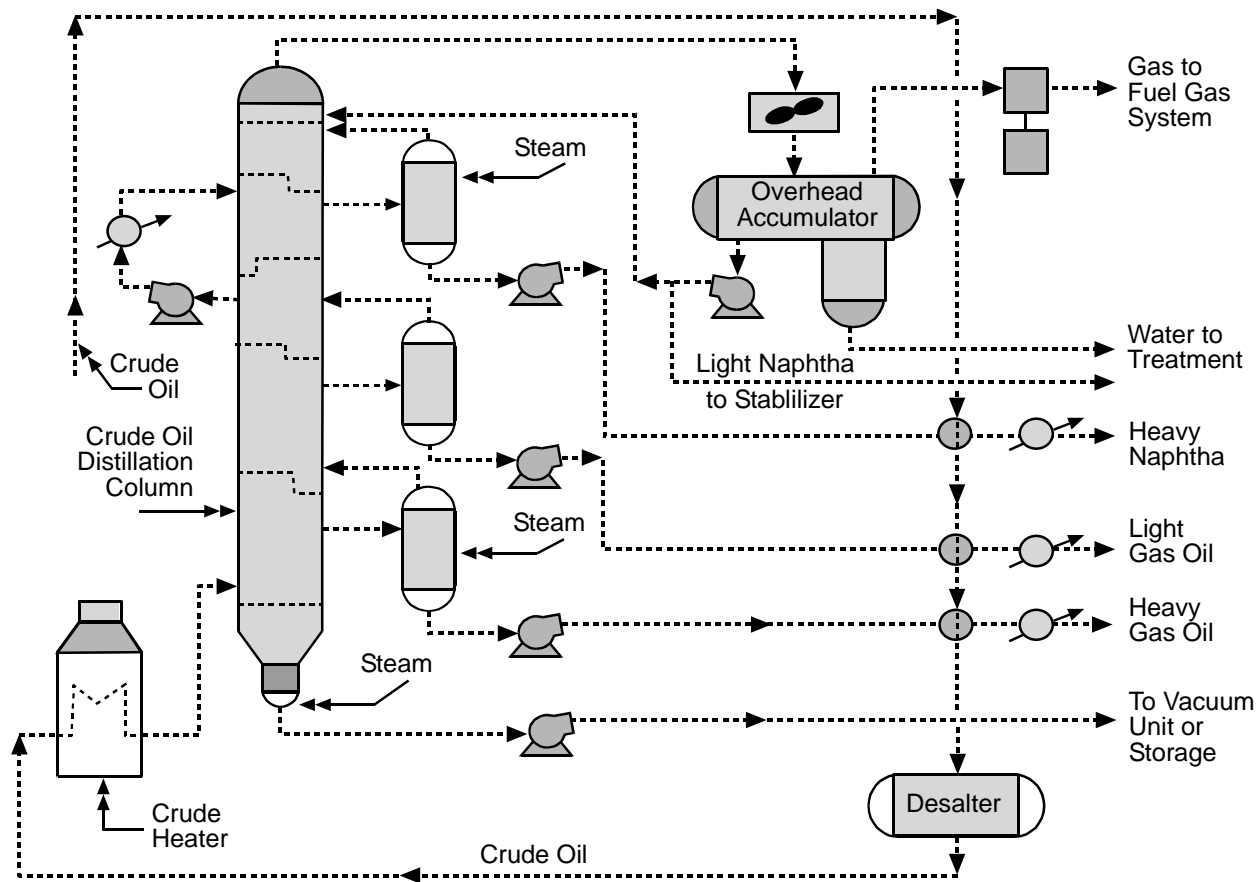 Gas to
Fuel Gas
System
Steam
Overhead
Accumulator
Crude
Oil
Water to
Treatment
Light Naphtha
to Stablilizer
Crude Oil
Distillation
Column
Heavy
Naphtha
Steam
Light
Gas Oil
Heavy
Gas Oil
Steam
To Vacuum
Unit or
Storage
Desalter
Crude
Heater
Crude Oil